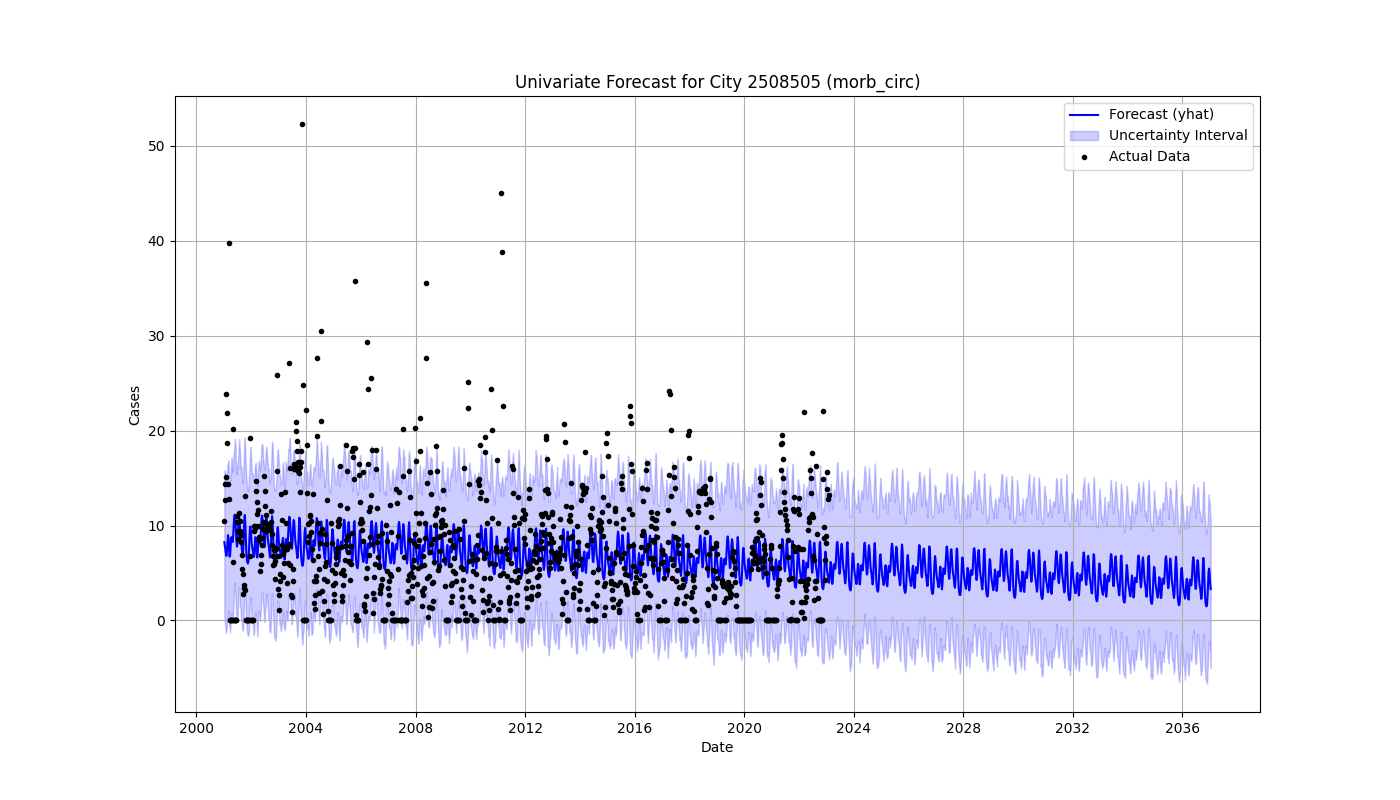 Univariate Forecast for City 2508505 (morb_circ)
Forecast (yhat)
Uncertainty Interval
Actual Data
50
40
30
20
10
0
Cases
2000 2004 2008 2012 2016 2020 2024 2028 2032 2036
Date